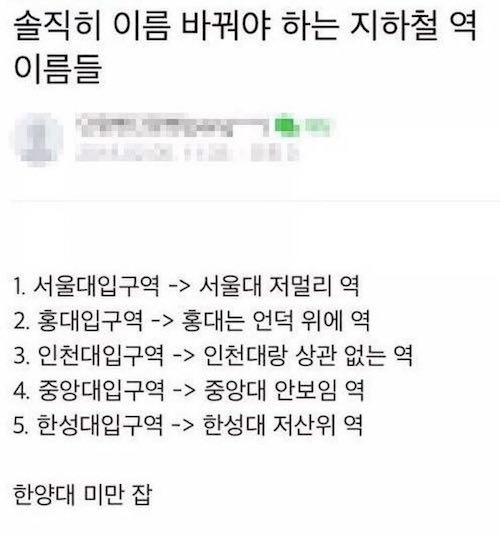 솔직히 이름 바꿔야 하는 지하철 역
이름들
1. 서울대입구역 -> 서울대 저멀리 역
2. 홍대입구역 -> 홍대는 언덕 위에 역
3. 인천대입구역 -> 인천대랑 상관 없는 역
4. 중앙대입구역 -> 중앙대 안보임 역
5. 한성대입구역 -> 한성대 저산위 역
한양대 미만 잡